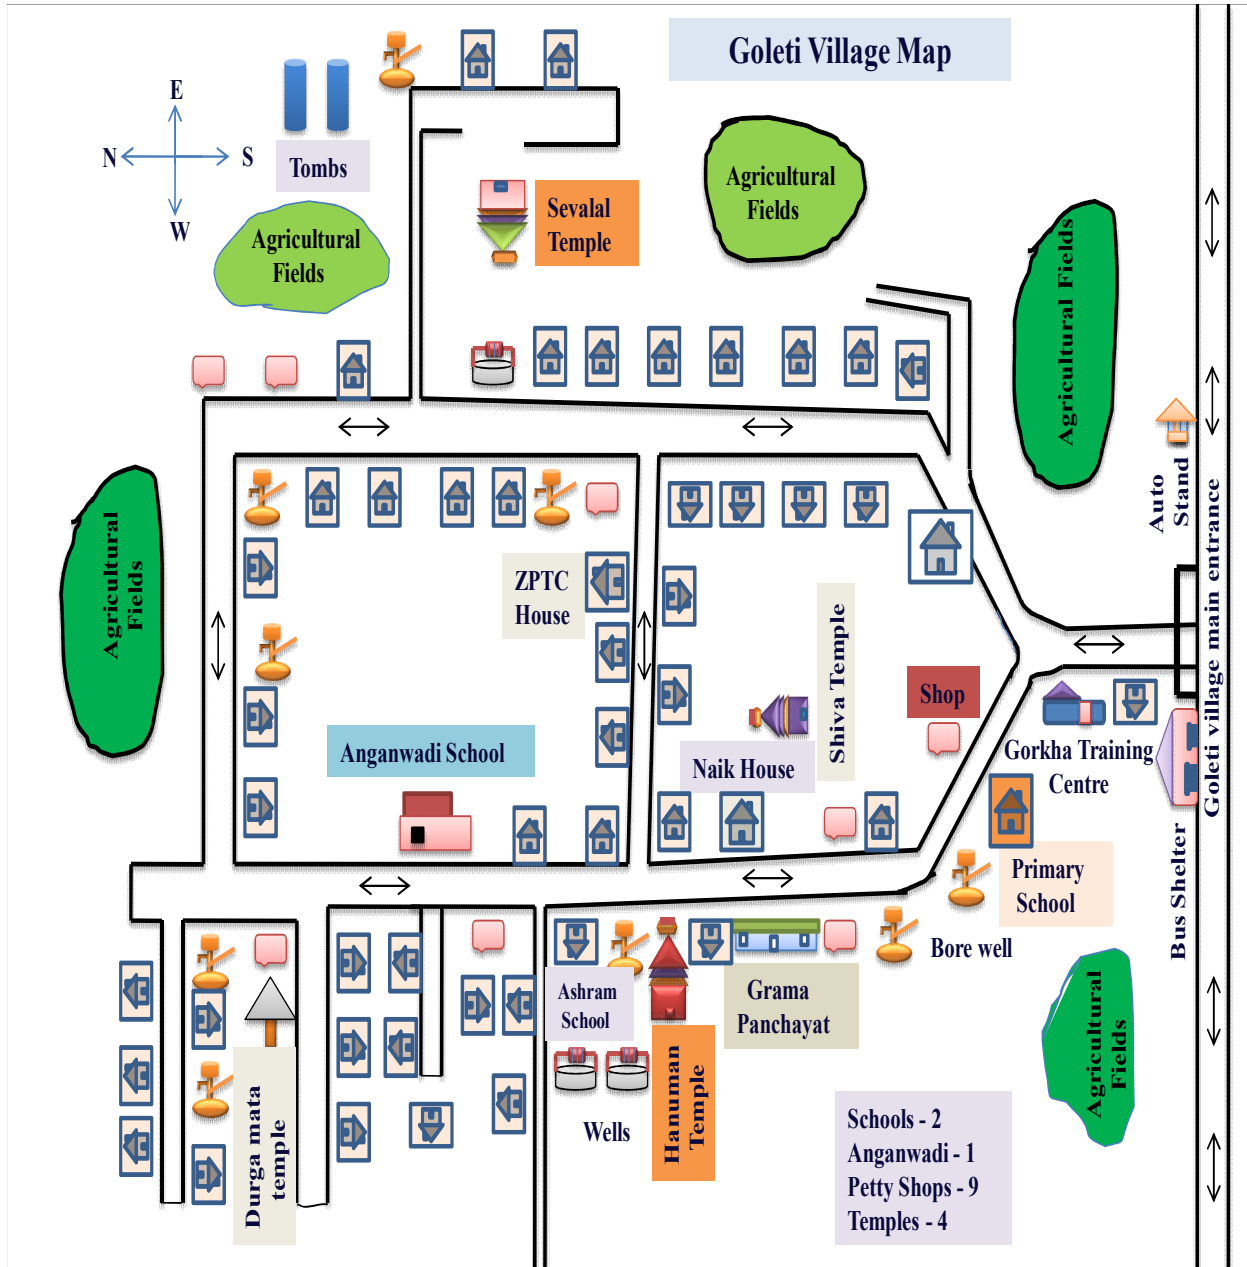 Goleti Village Map
E
N
S
W
Tombs
Agricultural
Fields
Sevalal
Temple
Agricultural
Fields
Agricultural Fields
Agricultural
Fields
Auto
Stand
Goleti village main entrance
ZPTC
House
Shiva Temple
Shop
Anganwadi School
Naik House
Gorkha Training
Centre
Bus Shelter
Primary
School
Bore well
Ashram
School
Grama
Panchayat
Wells
Hanuman
Temple
Durga mata
temple
Agricultural
Fields
Schools - 2
Anganwadi - 1
Petty Shops - 9
Temples - 4